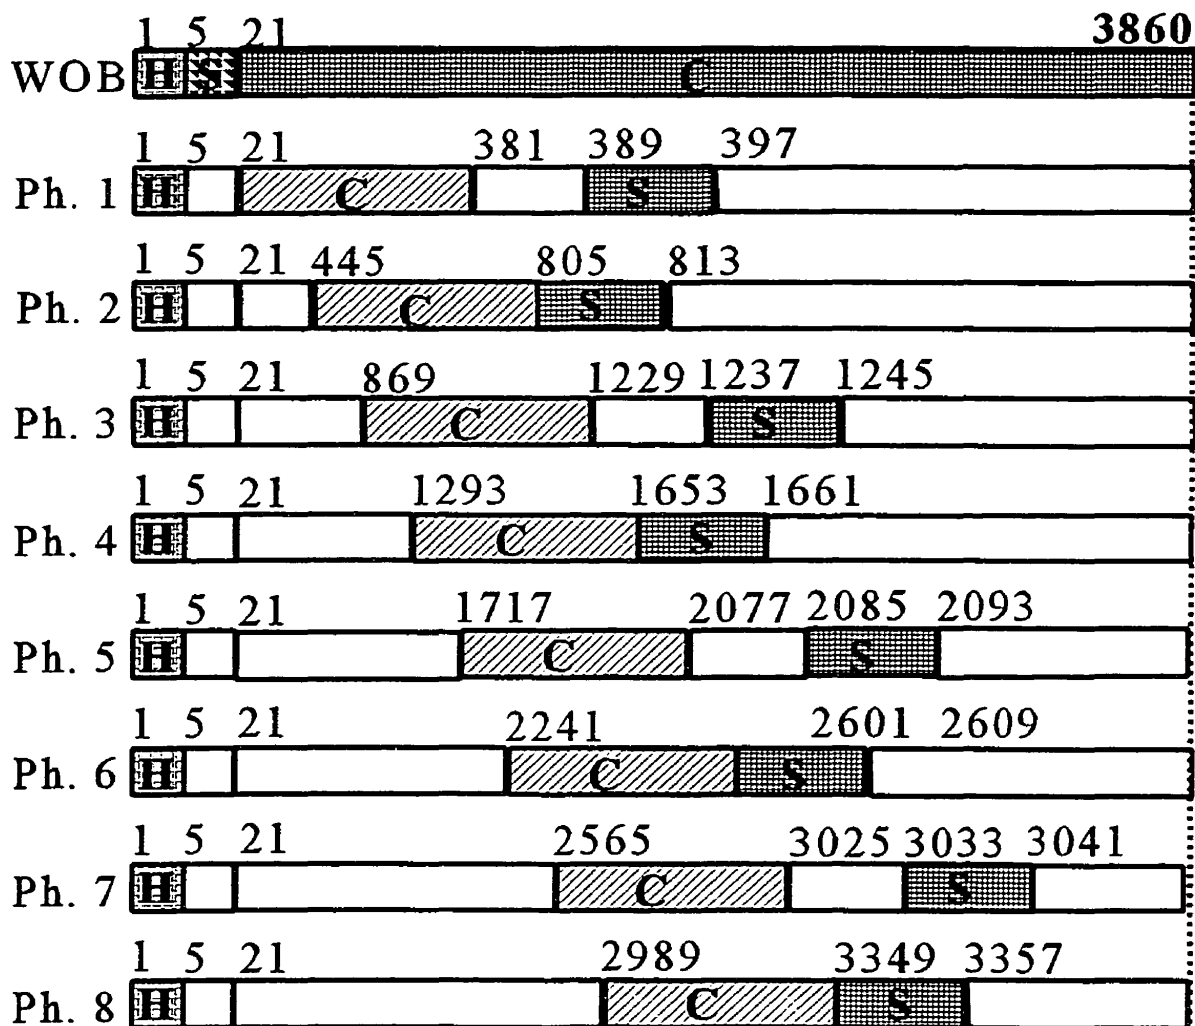 1 5 21 3860
WOB H S C
1 5 21 381 389 397
Ph. 1 H C S
1 5 21 445 805 813
Ph. 2 H C S
1 5 21 869 1229 1237 1245
Ph. 3 H C S
1 5 21 1293 1653 1661
Ph. 4 H C S
1 5 21 1717 2077 2085 2093
Ph. 5 H C S
1 5 21 2241 2601 2609
Ph. 6 H C S
1 5 21 2565 3025 3033 3041
Ph. 7 H C S
1 5 21 2989 3349 3357
Ph. 8 H C S